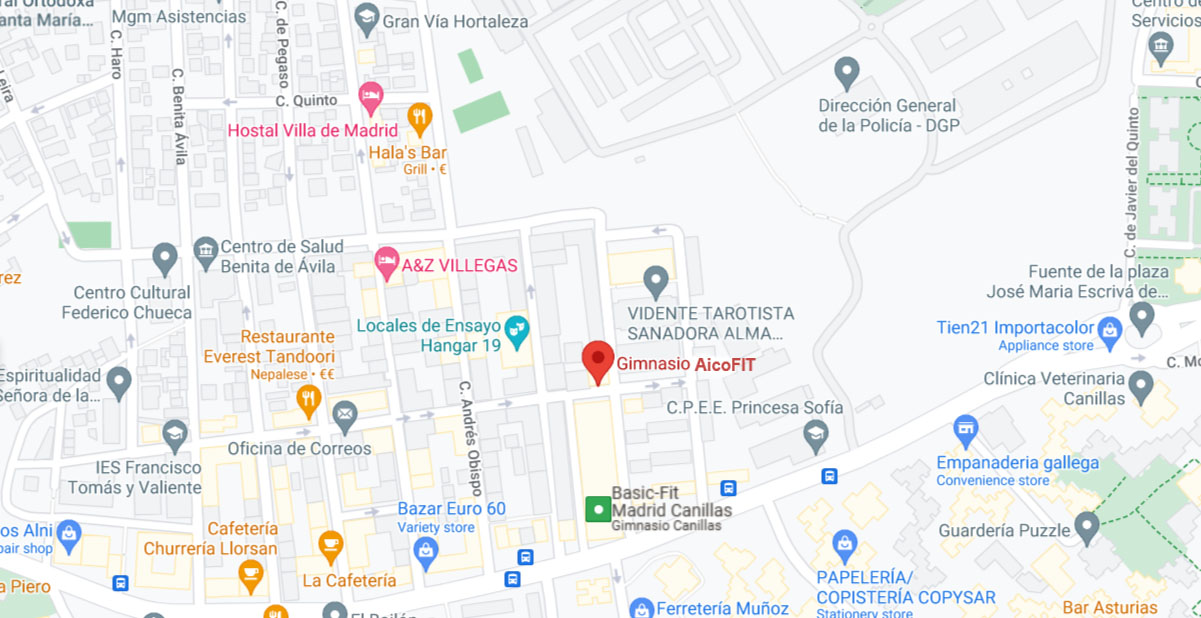 Ortodoxa
Santa María...
Mgm Asistencias
C. de Pegaso
Gran Vía Hortaleza
Centro de
Servicios
C. Haro
Leira
C. Benita Ávila
C. Quinto
Hostal Villa de Madrid
Hala's Bar
Grill • €
Dirección General
de la Policía - DGP
C. de Javier del Quinto
Centro de Salud
Benita de Ávila
A&Z VILLEGAS
Centro Cultural
Federico Chueca
rez
VIDENTE TAROTISTA
SANADORA ALMA...
Fuente de la plaza
José Maria Escrivá de...
Locales de Ensayo
Hangar 19
Tien21 Importacolor
Appliance store
Restaurante
Everest Tandoori
Nepalese • €€
Gimnasio AicoFIT
C. Mo
Espiritualidad
Señora de la...
C. Andrés Obispo
Clínica Veterinaria
Canillas
C.P.E.E. Princesa Sofía
Oficina de Correos
IES Francisco
Tomás y Valiente
Empanaderia gallega
Convenience store
Basic-Fit
Madrid Canillas
Gimnasio Canillas
Bazar Euro 60
Variety store
os Alni
pair shop
Cafetería
Churrería Llorsan
Guardería Puzzle
La Cafetería
a Piero
PAPELERÍA/
COPISTERÍA COPYSAR
Stationery store
Ferretería Muñoz
Bar Asturias
El Bailón